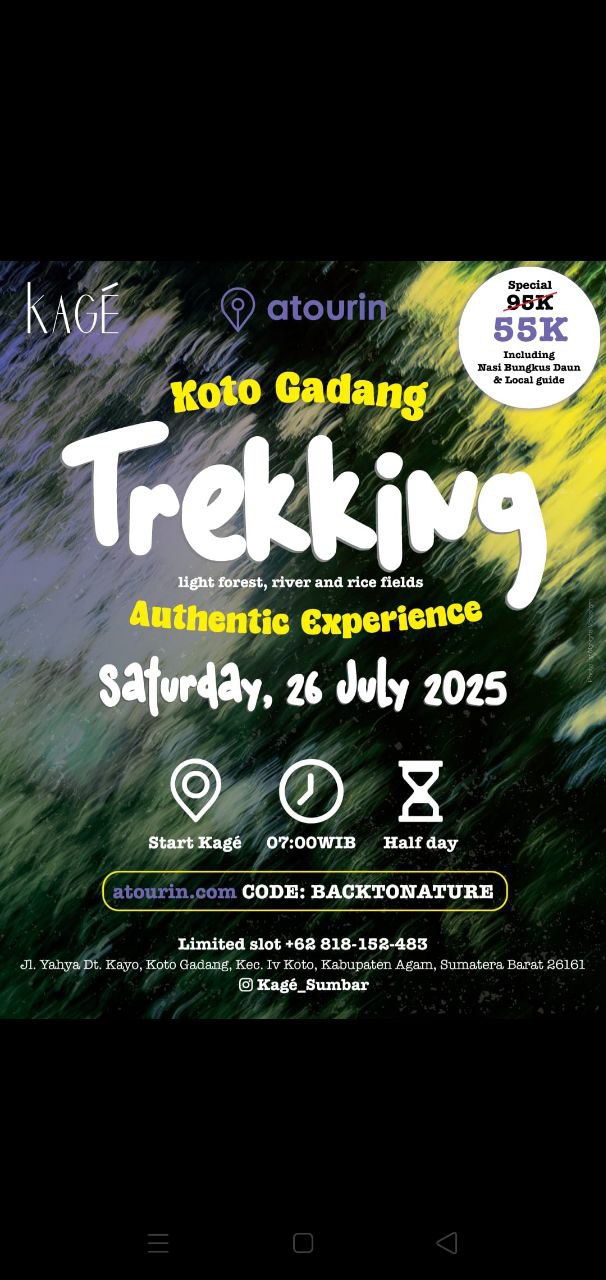 KAGÉ
atourin
Special
95K
55K
Including
Nasi Bungkus Daun
& Local guide
Koto Gadang
Trekking
light forest, river and rice fields
Authentic Experience
Saturday, 26 July 2025
Start Kagé 07:00WIB Half day
atourin.com CODE: BACKTONATURE
Limited slot +62 818-152-483
Jl. Yahya Dt. Kayo, Koto Gadang, Kec. Iv Koto, Kabupaten Agam, Sumatera Barat 26161
Kagé_Sumbar